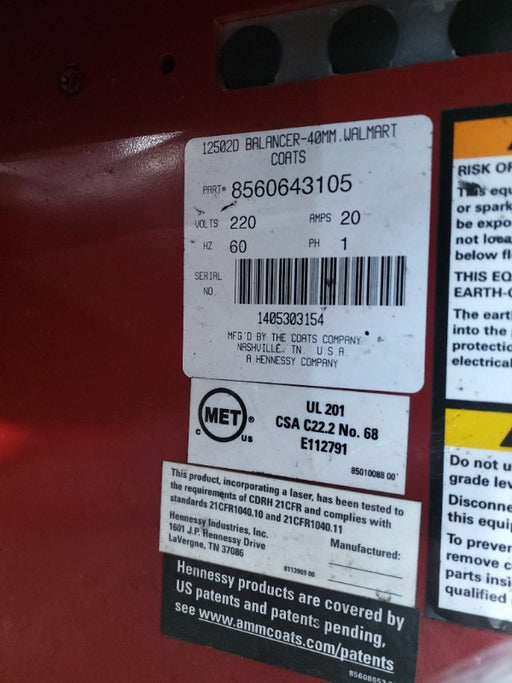 12502D BALANCER-40MM.WALMART
COATS
PART# 8560643105
VOLTS 220 AMPS 20
HZ 60 PH 1
SERIAL
NO.
1405303154
MFG'D BY THE COATS COMPANY
NASHVILLE, TN. U.S.A.
A HENNESSY COMPANY
MET ®
C US
UL 201
CSA C22.2 No. 68
E112791
85010088 00
This product, incorporating a laser, has been tested to
the requirements of CDRH 21CFR and complies with
standards 21CFR1040.10 and 21CFR1040.11
Hennessy Industries, Inc.
1601 J.P. Hennessy Drive
LaVergne, TN 37086
Manufactured:
8113909 00
Hennessy products are covered by
US patents and patents pending,
see www.ammcoats.com/patents
RISK OF
This equ
or spark
be expo
not loca
below fl
THIS EQ
EARTH-G
The eart
into the
protectio
electrical
Do not u
grade lev
Disconne
this equi
To preven
remove c
parts insi
qualified